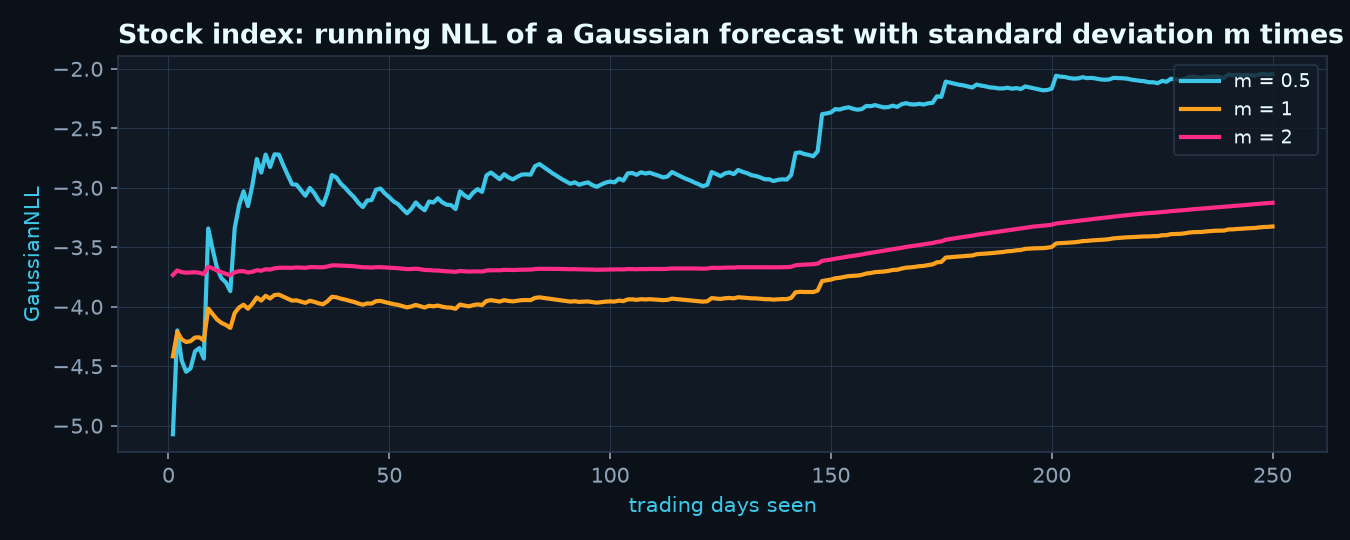 Stock index: running NLL of a Gaussian forecast with standard deviation m times
−2.0
−2.5
−3.0
−3.5
−4.0
−4.5
−5.0
GaussianNLL
0
50
100
150
200
250
trading days seen
m = 0.5
m = 1
m = 2